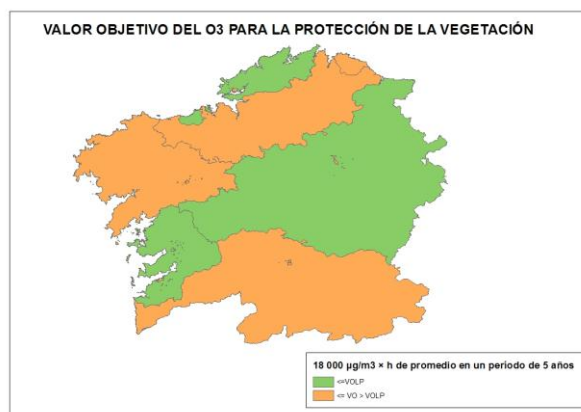 VALOR OBJETIVO DEL O3 PARA LA PROTECCIÓN DE LA VEGETACIÓN
18 000 µg/m3 × h de promedio en un período de 5 años
<=VOLP
<= VO > VOLP